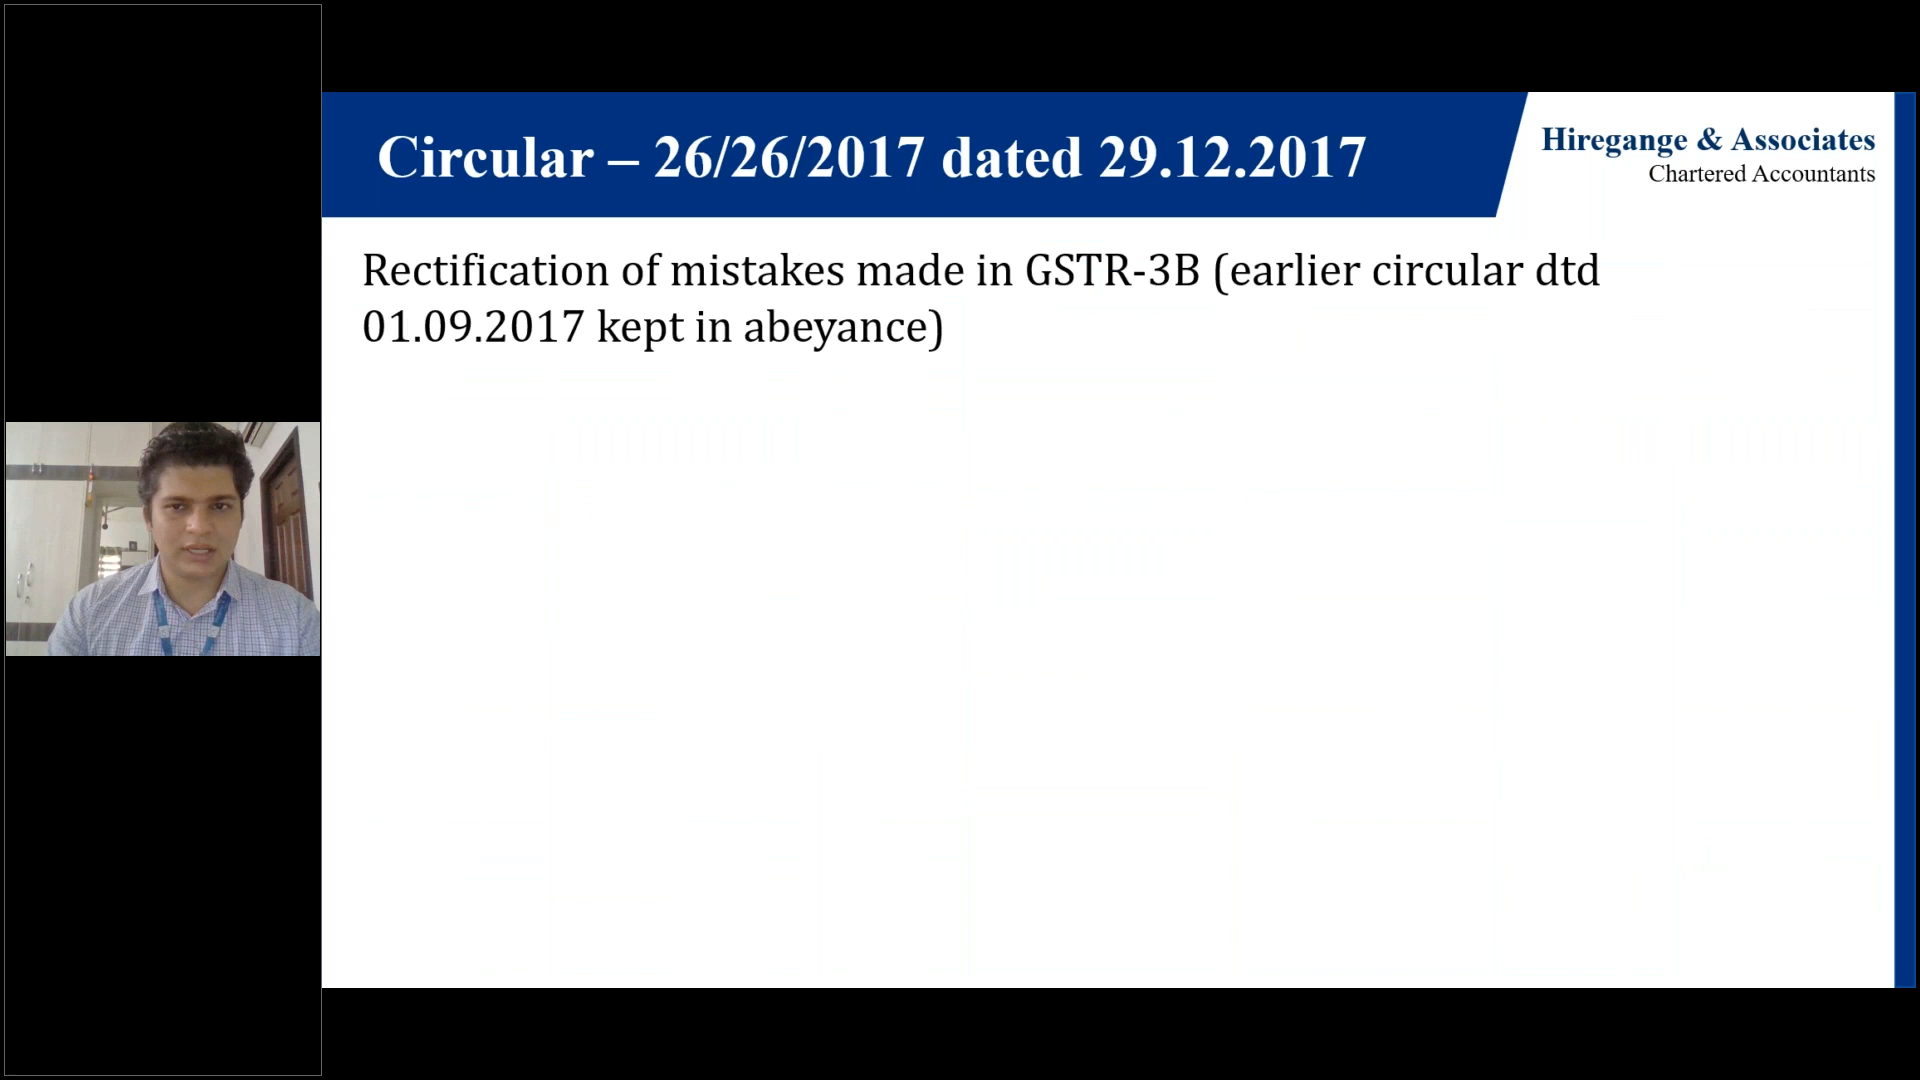 Circular – 26/26/2017 dated 29.12.2017
Hiregange & Associates
Chartered Accountants
Rectification of mistakes made in GSTR-3B (earlier circular dtd
01.09.2017 kept in abeyance)